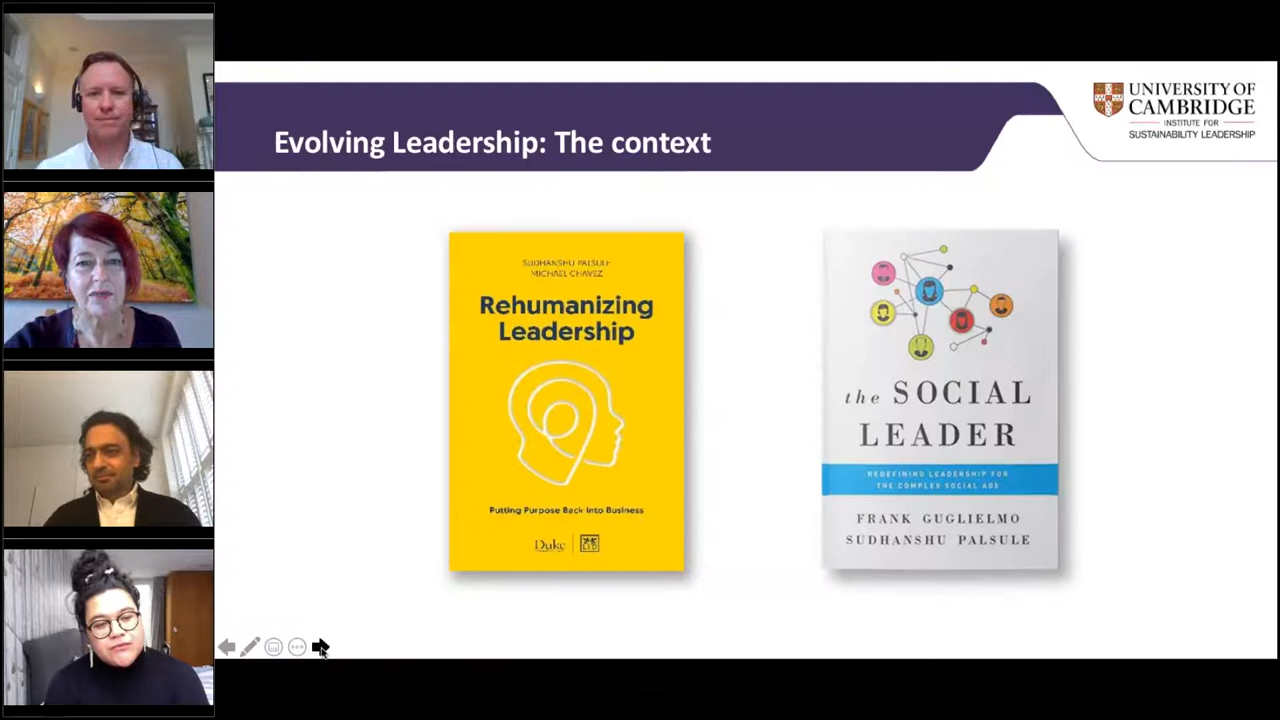 Evolving Leadership: The context
UNIVERSITY OF
CAMBRIDGE
INSTITUTE FOR
SUSTAINABILITY LEADERSHIP
SUDHANSHU PALSULE
MICHAEL CHAVEZ
Rehumanizing
Leadership
Putting Purpose Back into Business
Duke
LID
the SOCIAL
LEADER
REDEFINING LEADERSHIP FOR
THE COMPLEX SOCIAL AGE
FRANK GUGLIELMO
SUDHANSHU PALSULE